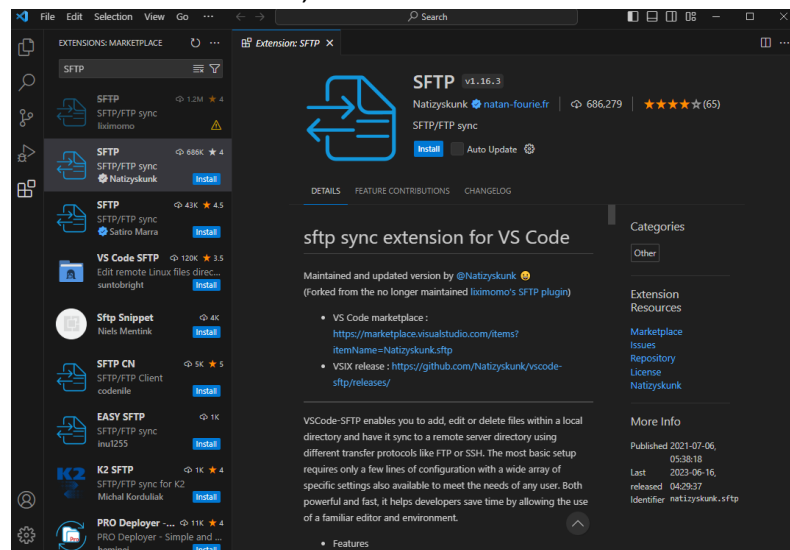 File Edit Selection View Go ···
Search
EXTENSIONS: MARKETPLACE
SFTP
SFTP 1.2M ★ 4
SFTP/FTP sync
liximomo
SFTP 686K ★ 4
SFTP/FTP sync
Natizyskunk Install
SFTP 43K ★ 4.5
SFTP/FTP sync
Satiro Marra Install
VS Code SFTP 120K ★ 3.5
Edit remote Linux files direc...
suntobright Install
Sftp Snippet 4K
Niels Mentink Install
SFTP CN 5K ★ 5
SFTP/FTP Client
codenile Install
EASY SFTP 1K
SFTP/FTP sync
inu1255 Install
K2
K2 SFTP 1K ★ 4
SFTP/FTP sync for K2
Michal Korduliak Install
PRO Deployer -... 11K ★ 4
PRO Deployer - Simple and ...
Install
Extension: SFTP
SFTP v1.16.3
Natizyskunk natan-fourie.fr 686,279 ★★★★☆(65)
SFTP/FTP sync
Install Auto Update
DETAILS FEATURE CONTRIBUTIONS CHANGELOG
sftp sync extension for VS Code
Maintained and updated version by @Natizyskunk 😀
(Forked from the no longer maintained liximomo's SFTP plugin)
• VS Code marketplace :
https://marketplace.visualstudio.com/items?
itemName=Natizyskunk.sftp
• VSIX release : https://github.com/Natizyskunk/vscode-
sftp/releases/
VSCode-SFTP enables you to add, edit or delete files within a local
directory and have it sync to a remote server directory using
different transfer protocols like FTP or SSH. The most basic setup
requires only a few lines of configuration with a wide array of
specific settings also available to meet the needs of any user. Both
powerful and fast, it helps developers save time by allowing the use
of a familiar editor and environment.
• Features
Categories
Other
Extension
Resources
Marketplace
Issues
Repository
License
Natizyskunk
More Info
Published 2021-07-06,
05:38:18
Last 2023-06-16,
released 04:29:37
Identifier natizyskunk.sftp